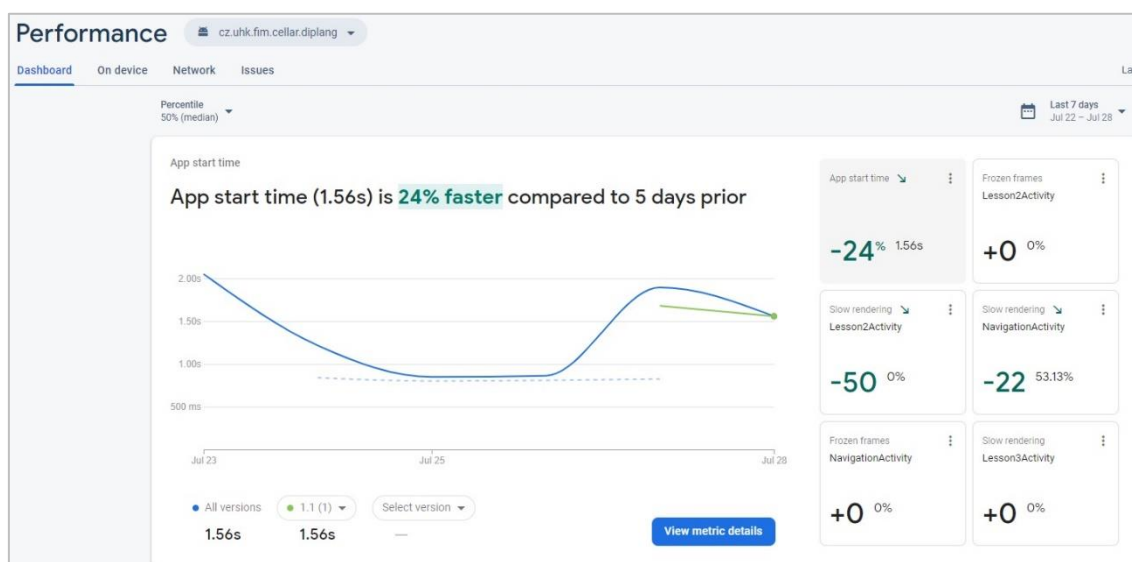 Performance cz.uhk.fim.cellar.diplang
Dashboard On device Network Issues La
Percentile
50% (median)
Last 7 days
Jul 22 – Jul 28
App start time
App start time (1.56s) is 24% faster compared to 5 days prior
2.00s
1.50s
1.00s
500 ms
Jul 23 Jul 25 Jul 28
All versions 1.1 (1) Select version
1.56s 1.56s —
View metric details
App start time
-24% 1.56s
Frozen frames
Lesson2Activity
+0 0%
Slow rendering
Lesson2Activity
-50 0%
Slow rendering
NavigationActivity
-22 53.13%
Frozen frames
NavigationActivity
+0 0%
Slow rendering
Lesson3Activity
+0 0%